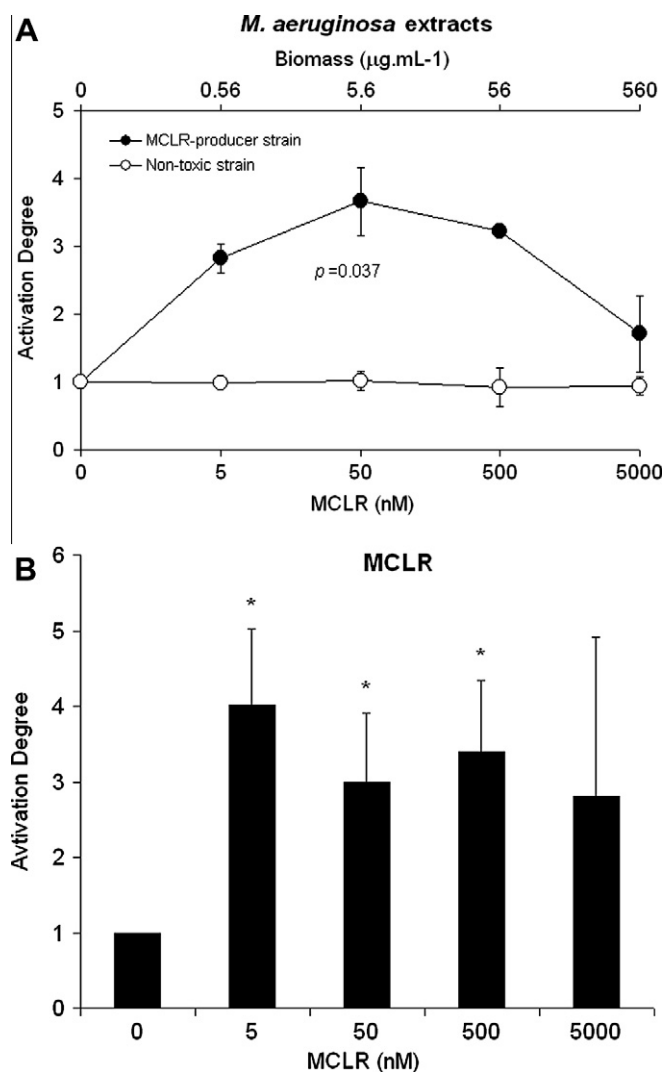 A
M. aeruginosa extracts
Biomass (µg.mL-1)
0 0.56 5.6 56 560
5
4
3
2
1
0
Activation Degree
MCLR-producer strain
Non-toxic strain
p=0.037
0 5 50 500 5000
MCLR (nM)
B
MCLR
6
5
4
3
2
1
0
Avtivation Degree
* * *
0 5 50 500 5000
MCLR (nM)